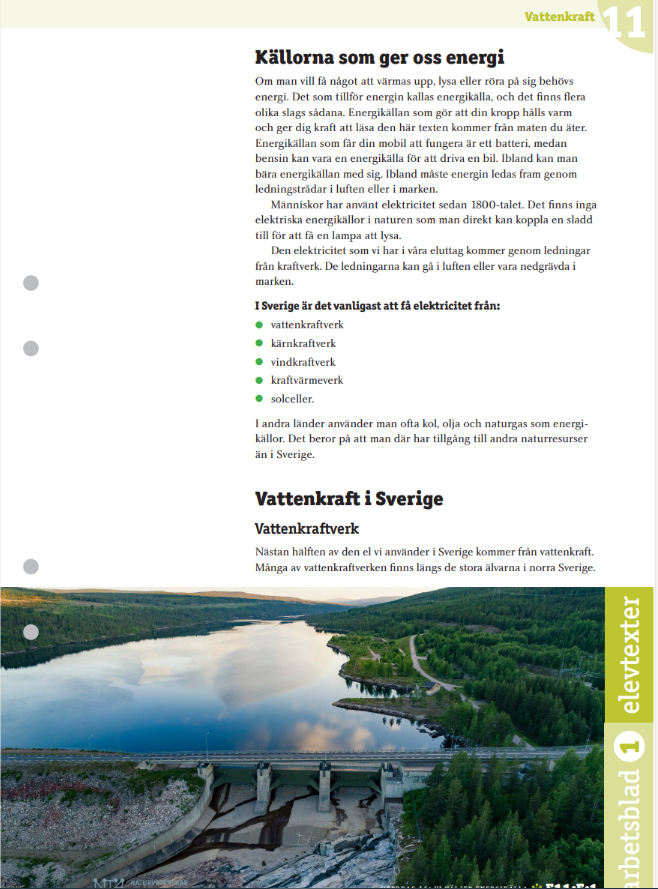 Vattenkraft 11
Källorna som ger oss energi
Om man vill få något att värmas upp, lysa eller röra på sig behövs
energi. Det som tillför energin kallas energikälla, och det finns flera
olika slags sådana. Energikällan som gör att din kropp hålls varm
och ger dig kraft att läsa den här texten kommer från maten du äter.
Energikällan som får din mobil att fungera är ett batteri, medan
bensin kan vara en energikälla för att driva en bil. Ibland kan man
bära energikällan med sig. Ibland måste energin ledas fram genom
ledningstrådar i luften eller i marken.
Människor har använt elektricitet sedan 1800-talet. Det finns inga
elektriska energikällor i naturen som man direkt kan koppla en sladd
till för att få en lampa att lysa.
Den elektricitet som vi har i våra eluttag kommer genom ledningar
från kraftverk. De ledningarna kan gå i luften eller vara nedgrävda i
marken.
I Sverige är det vanligast att få elektricitet från:
vattenkraftverk
kärnkraftverk
vindkraftverk
kraftvärmeverk
solceller.
I andra länder använder man ofta kol, olja och naturgas som energi-
källor. Det beror på att man där har tillgång till andra naturresurser
än i Sverige.
Vattenkraft i Sverige
Vattenkraftverk
Nästan hälften av den el vi använder i Sverige kommer från vattenkraft.
Många av vattenkraftverken finns längs de stora älvarna i norra Sverige.
elevtexter
arbetsblad 1